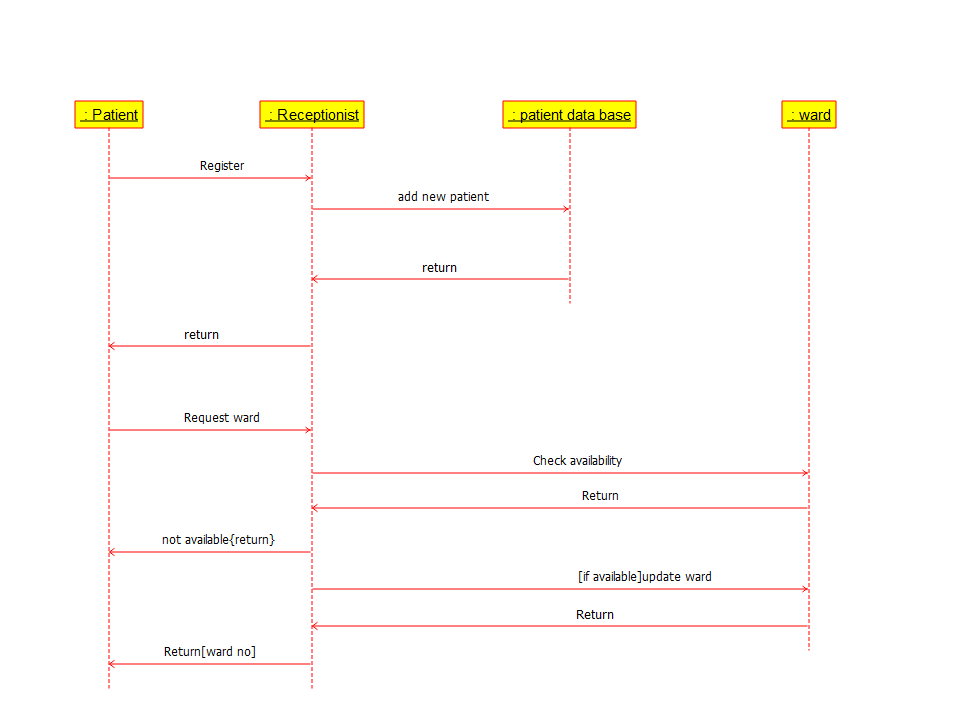 : Patient
: Receptionist
: patient data base
: ward
Register
add new patient
return
return
Request ward
Check availability
Return
not available{return}
[if available]update ward
Return
Return[ward no]